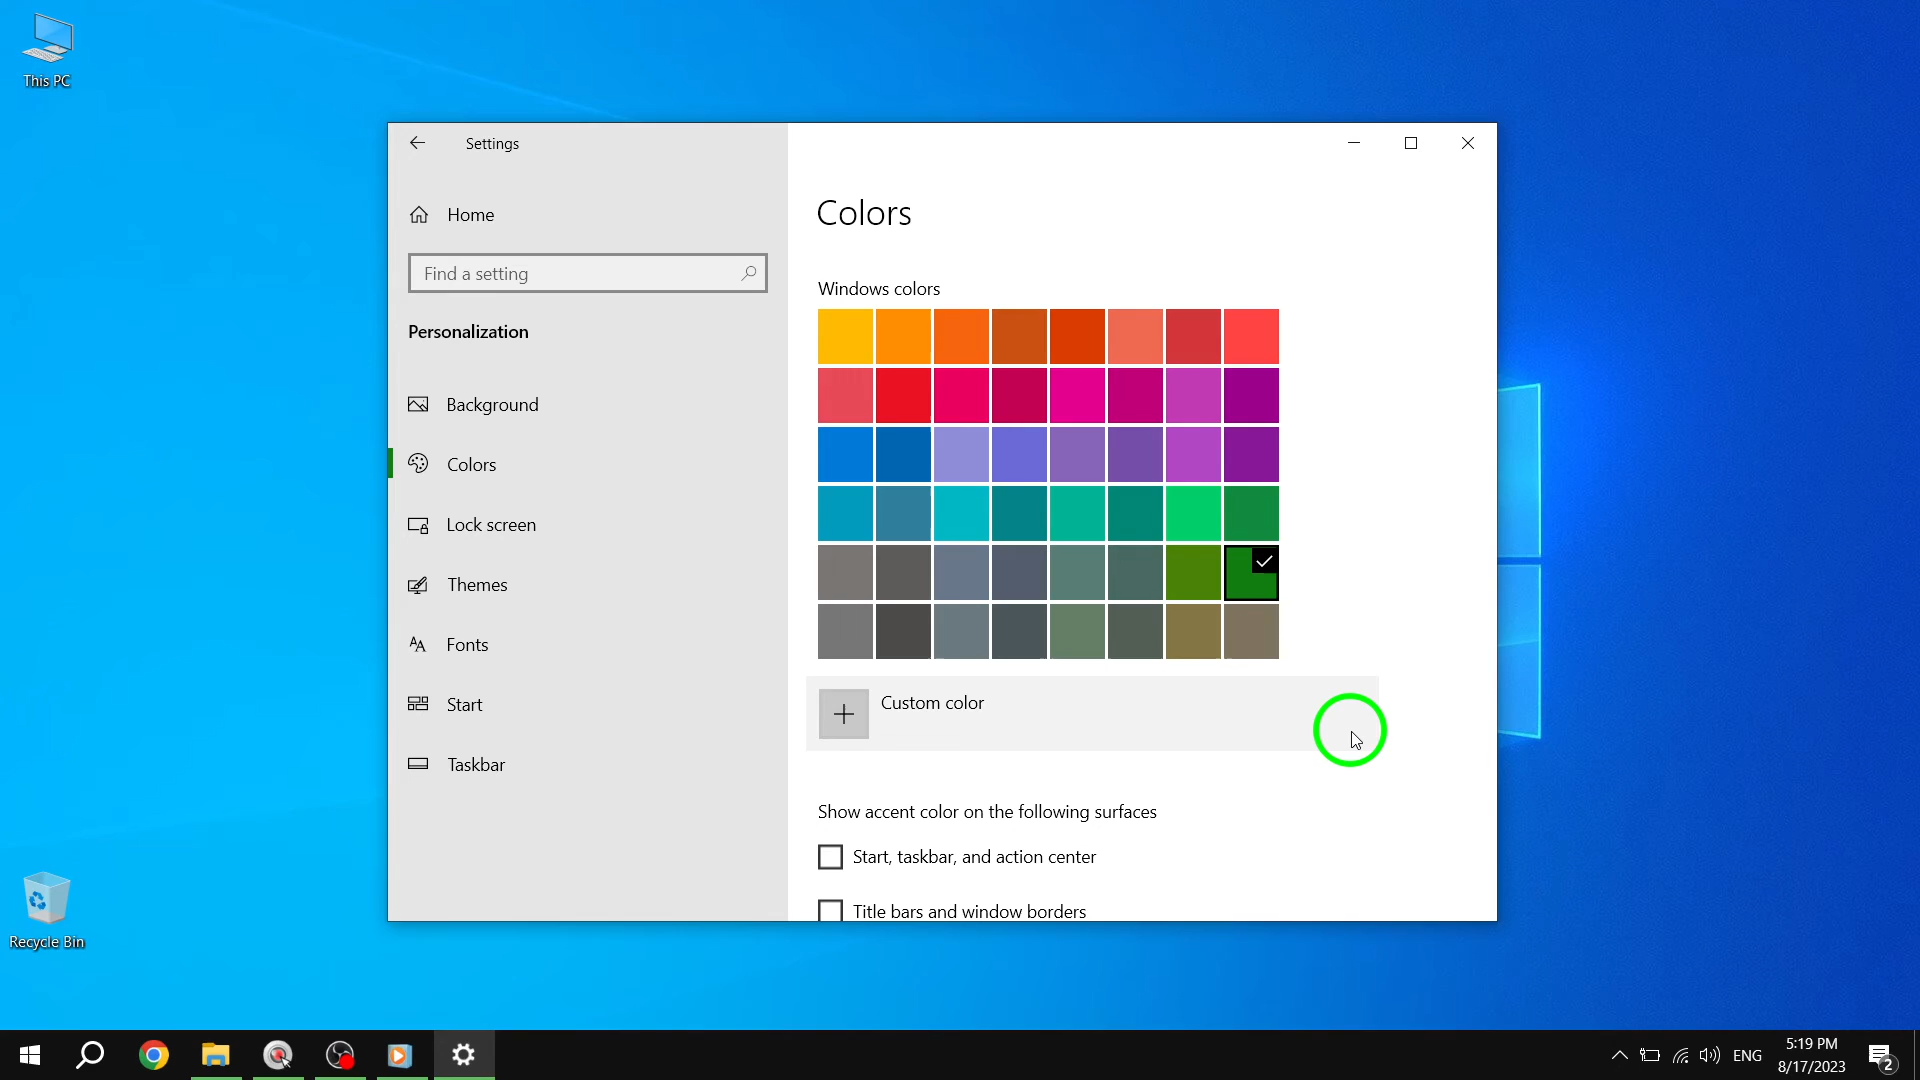 This PC
Settings
Home
Find a setting
Personalization
Background
Colors
Lock screen
Themes
Fonts
Start
Taskbar
Colors
Windows colors
Custom color
Show accent color on the following surfaces
Start, taskbar, and action center
Title bars and window borders
Recycle Bin
ENG
5:19 PM
8/17/2023
2